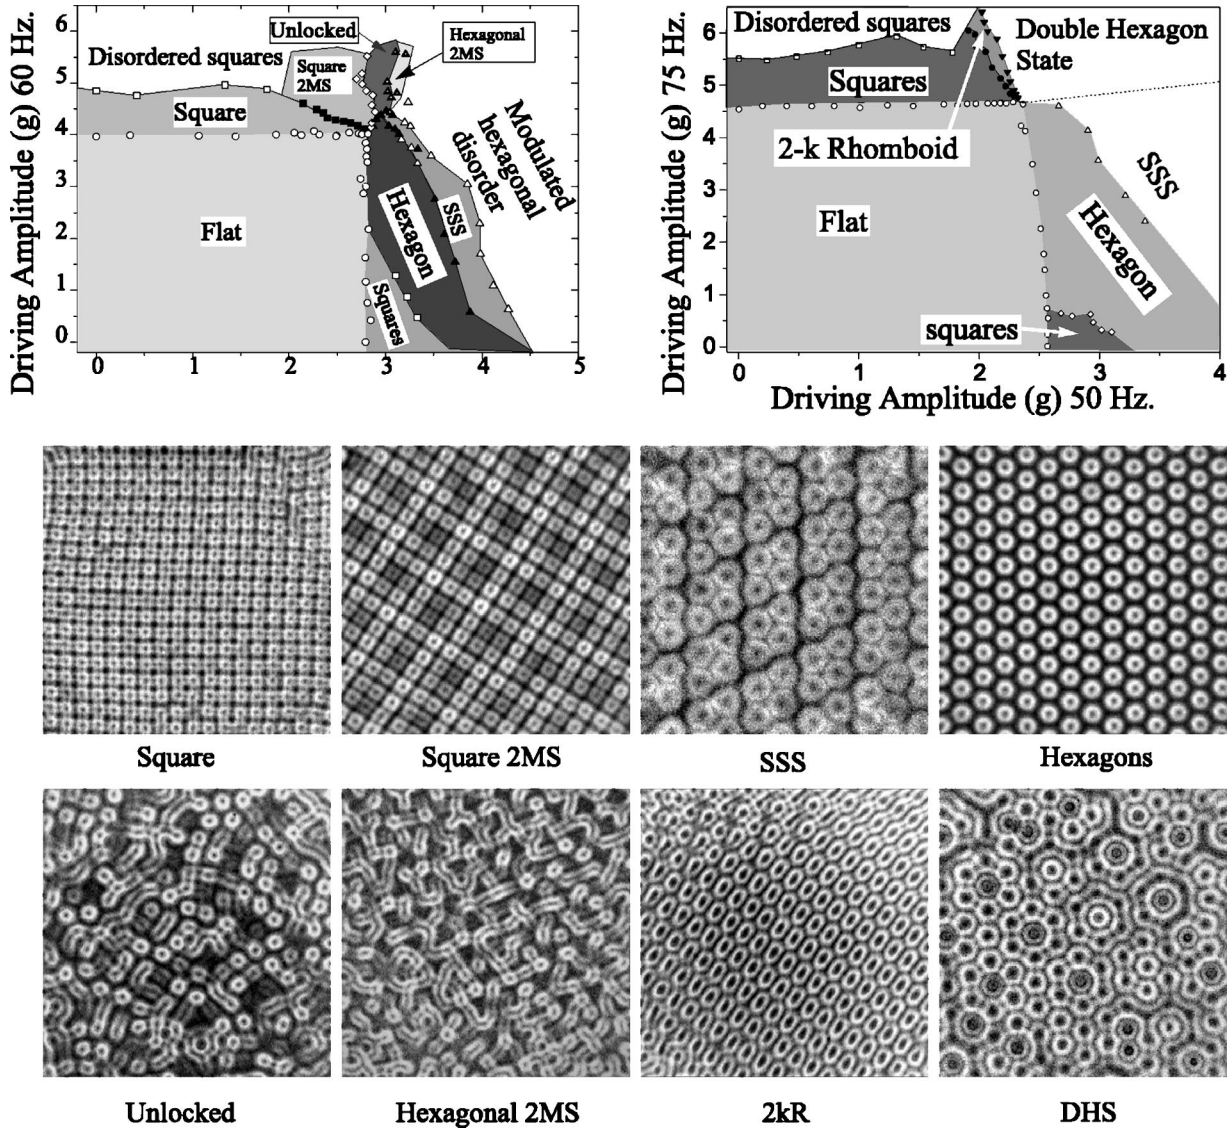 Driving Amplitude (g) 60 Hz.
6
5
4
3
2
1
0
0
1
2
3
4
5
Unlocked
Hexagonal
2MS
Disordered squares
Square
2MS
Square
Flat
Hexagon
SSS
Squares
Modulated
hexagonal
disorder
Driving Amplitude (g) 75 Hz.
6
5
4
3
2
1
0
0
1
2
3
4
Driving Amplitude (g) 50 Hz.
Disordered squares
Double Hexagon
State
Squares
2-k Rhomboid
Flat
SSS
Hexagon
squares
Square
Square 2MS
SSS
Hexagons
Unlocked
Hexagonal 2MS
2kR
DHS